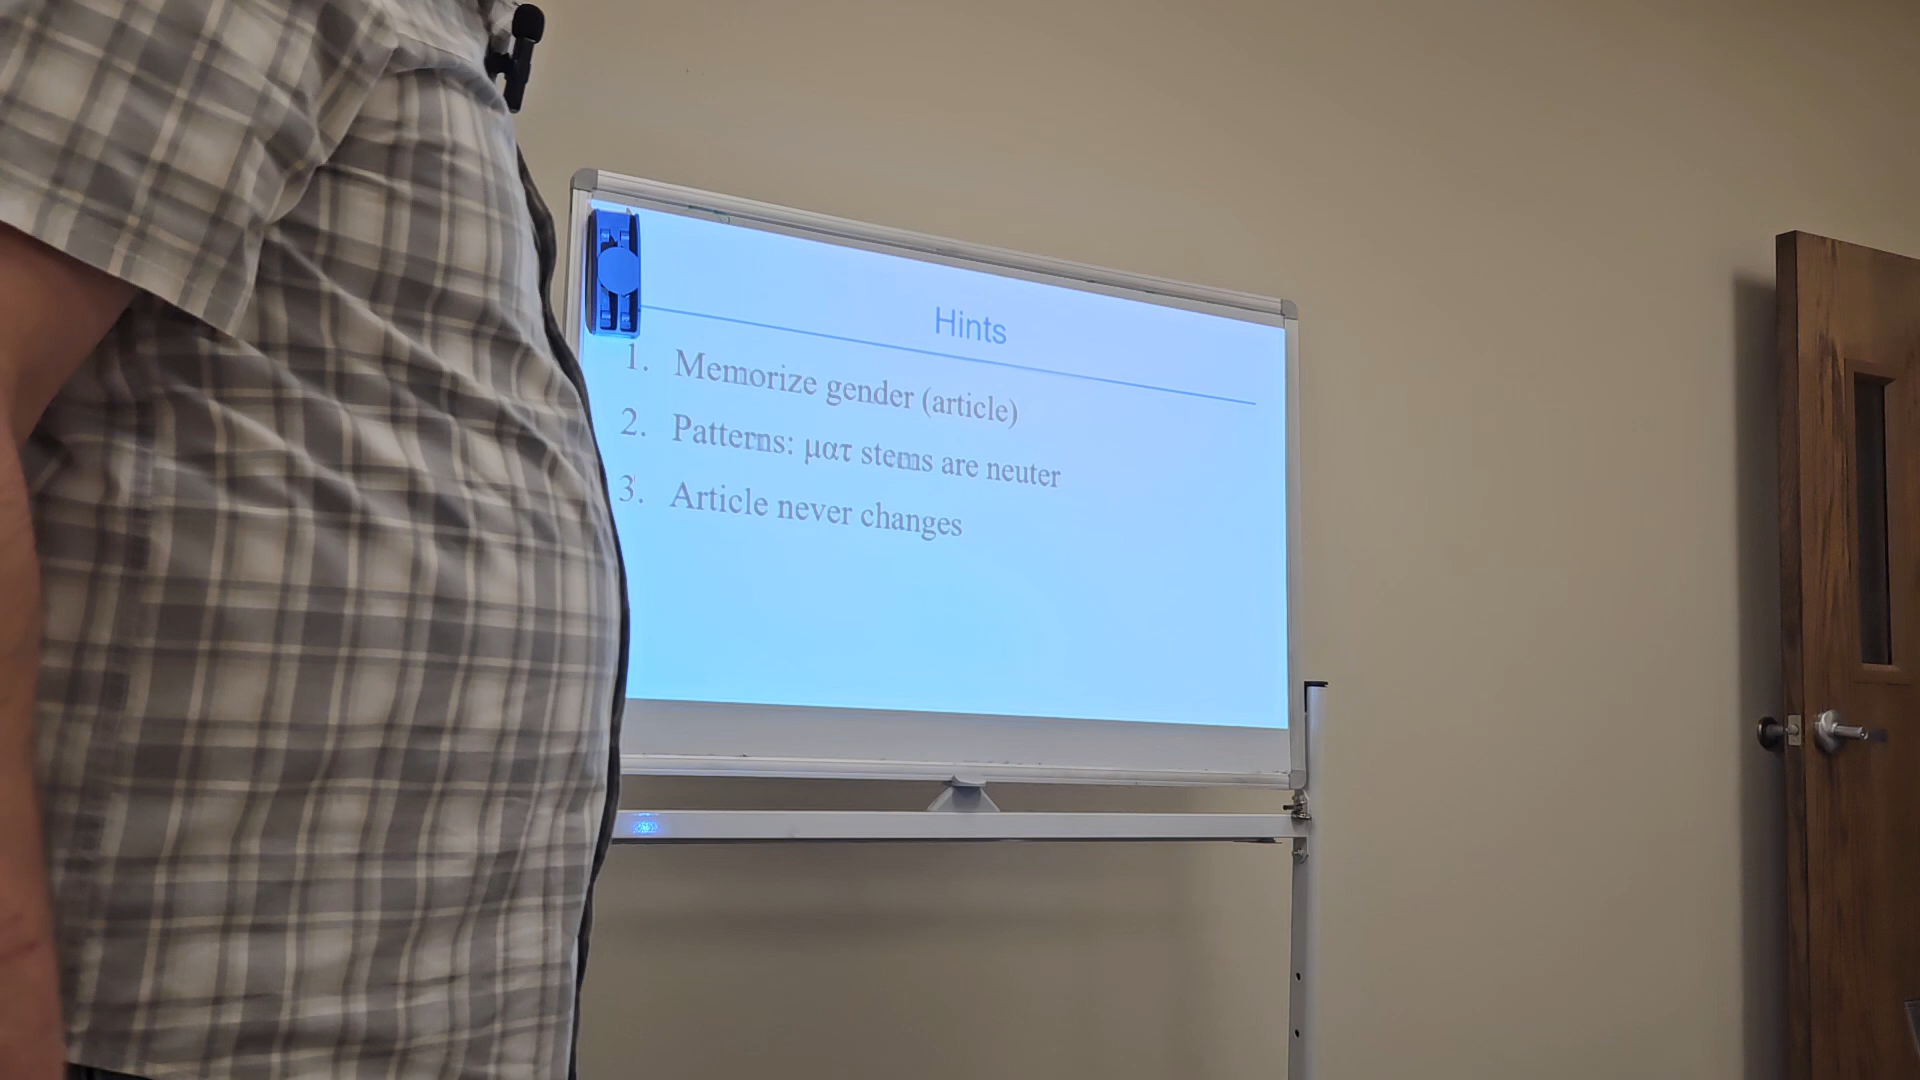 Hints
1. Memorize gender (article)
2. Patterns: ματ stems are neuter
3. Article never changes